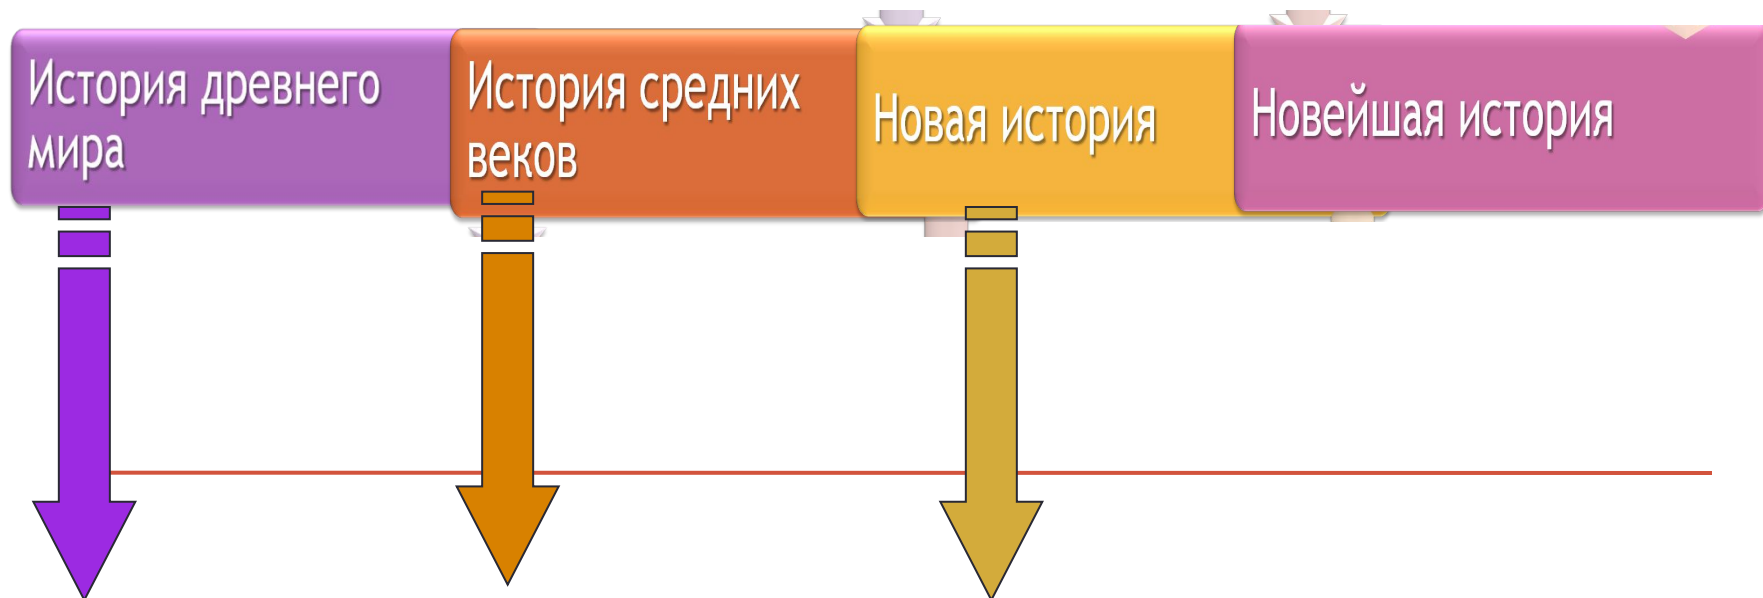 История древнего
мира
История средних
веков
Новая история
Новейшая история